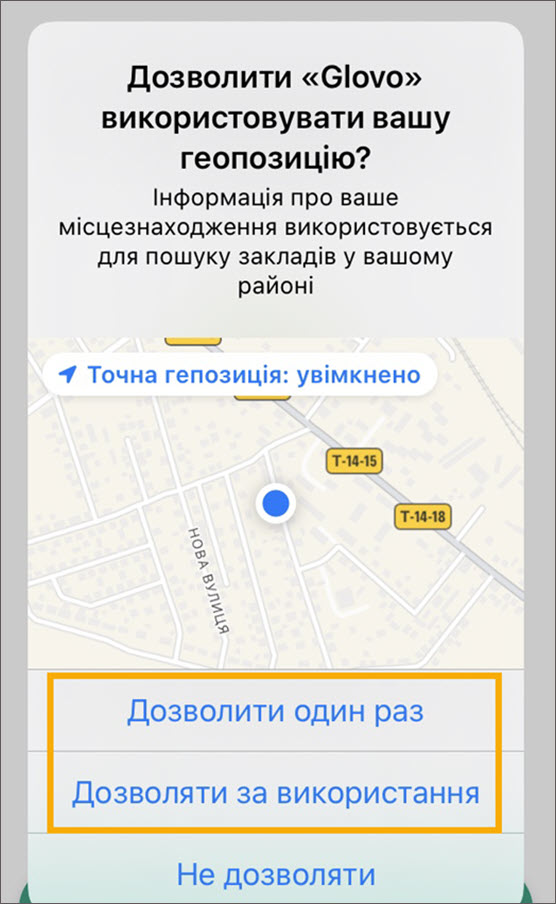 Дозволити «Glovo»
використовувати вашу
геопозицію?
Інформація про ваше
місцезнаходження використовується
для пошуку закладів у вашому
районі
Точна гепозиція: увімкнено
Т-14-15
Т-14-18
НОВА ВУЛИЦЯ
Дозволити один раз
Дозволяти за використання
Не дозволяти